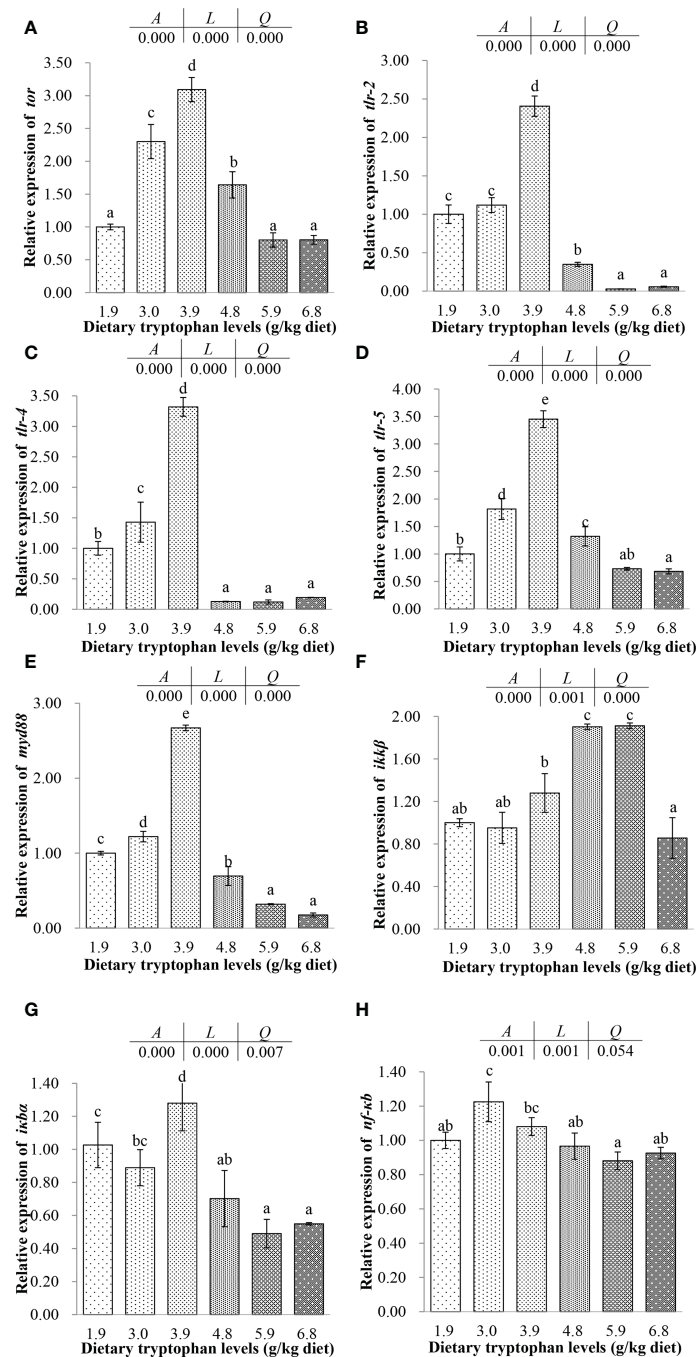 A
A L Q
0.000 0.000 0.000
Relative expression of tor
3.50
3.00
2.50
2.00
1.50
1.00
0.50
0.00
a c d b a a
1.9 3.0 3.9 4.8 5.9 6.8
Dietary tryptophan levels (g/kg diet)
B
A L Q
0.000 0.000 0.000
Relative expression of tlr-2
3.00
2.50
2.00
1.50
1.00
0.50
0.00
c c d b a a
1.9 3.0 3.9 4.8 5.9 6.8
Dietary tryptophan levels (g/kg diet)
C
A L Q
0.000 0.000 0.000
Relative expression of tlr-4
3.50
3.00
2.50
2.00
1.50
1.00
0.50
0.00
b c d a a a
1.9 3.0 3.9 4.8 5.9 6.8
Dietary tryptophan levels (g/kg diet)
D
A L Q
0.000 0.000 0.000
Relative expression of tlr-5
4.00
3.50
3.00
2.50
2.00
1.50
1.00
0.50
0.00
b d e c ab a
1.9 3.0 3.9 4.8 5.9 6.8
Dietary tryptophan levels (g/kg diet)
E
A L Q
0.000 0.000 0.000
Relative expression of myd88
3.00
2.00
1.00
0.00
c d e b a a
1.9 3.0 3.9 4.8 5.9 6.8
Dietary tryptophan levels (g/kg diet)
F
A L Q
0.000 0.001 0.000
Relative expression of ikkβ
2.00
1.20
0.80
0.40
0.00
ab ab b c c a
1.9 3.0 3.9 4.8 5.9 6.8
Dietary tryptophan levels (g/kg diet)
G
A L Q
0.000 0.000 0.007
Relative expression of iκbα
1.40
1.20
1.00
0.80
0.60
0.40
0.20
0.00
c bc d ab a a
1.9 3.0 3.9 4.8 5.9 6.8
Dietary tryptophan levels (g/kg diet)
H
A L Q
0.001 0.001 0.054
Relative expression of nf-κb
1.40
1.20
1.00
0.80
0.60
0.40
0.20
0.00
ab c bc ab a ab
1.9 3.0 3.9 4.8 5.9 6.8
Dietary tryptophan levels (g/kg diet)